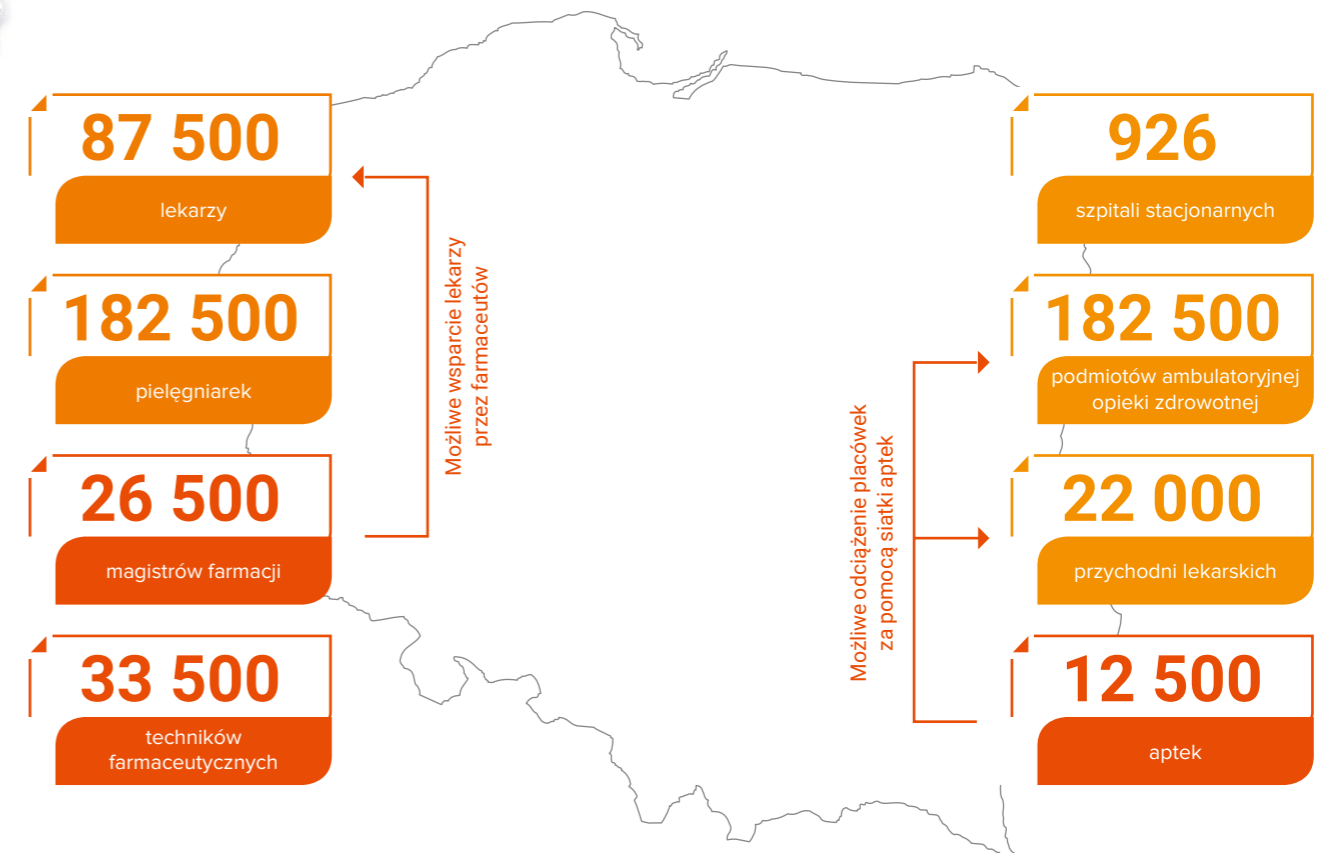 87 500
lekarzy
182 500
pielęgniarek
26 500
magistrów farmacji
33 500
techników
farmaceutycznych
Możliwe wsparcie lekarzy
przez farmaceutów
Możliwe odciążenie placówek
za pomocą siatki aptek
926
szpitali stacjonarnych
182 500
podmiotów ambulatoryjnej
opieki zdrowotnej
22 000
przychodni lekarskich
12 500
aptek